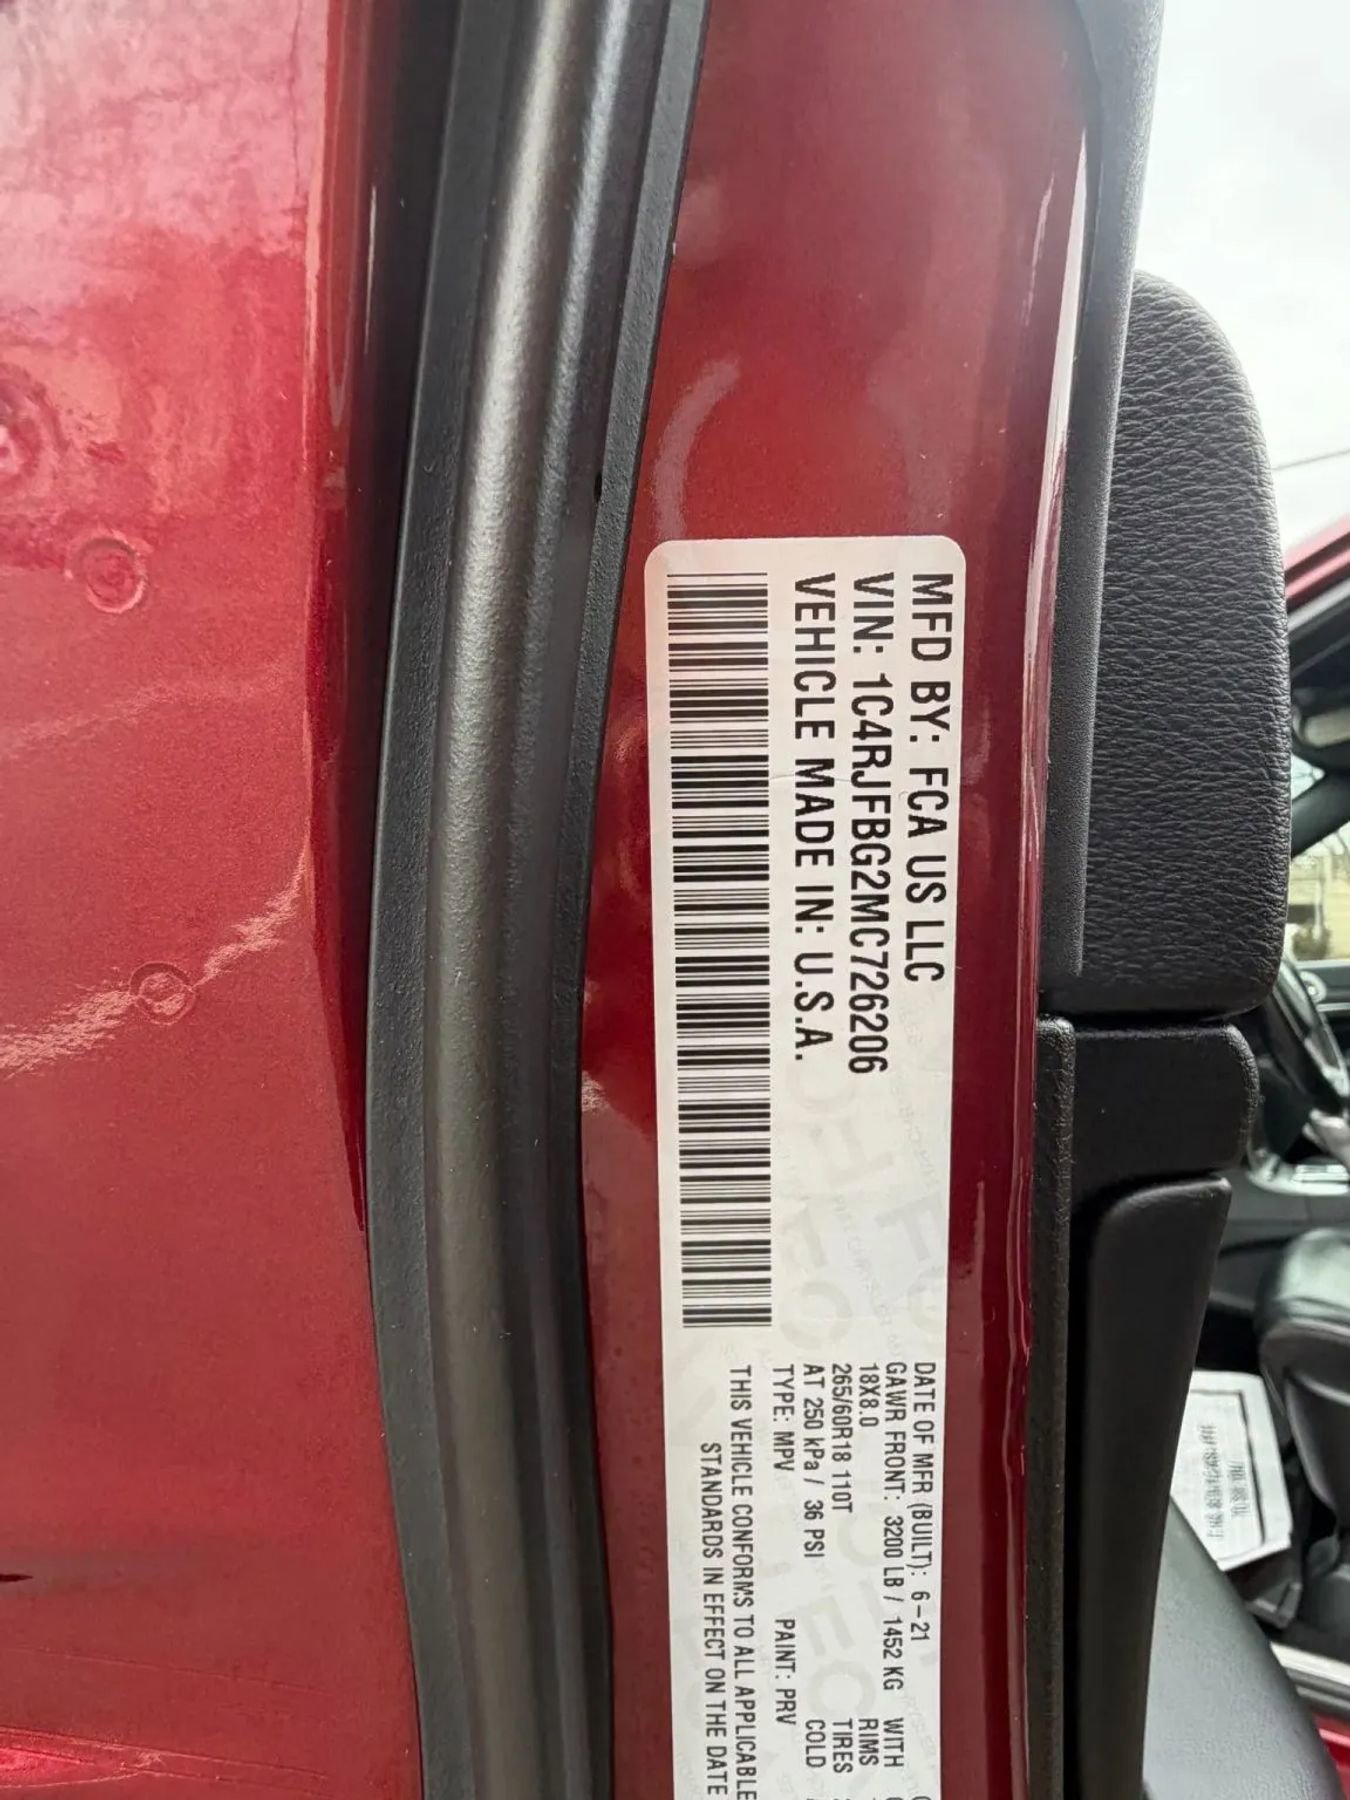 MFD BY: FCA US LLC
VIN: 1C4RJFBG2MC726206
VEHICLE MADE IN: U.S.A.
DATE OF MFR (BUILT): 6-21
GAWR FRONT: 3200 LB / 1452 KG WITH
18X8.0 RIMS
265/60R18 110T TIRES
AT 250 kPa / 36 PSI COLD
TYPE: MPV PAINT: PRV
THIS VEHICLE CONFORMS TO ALL APPLICABLE
STANDARDS IN EFFECT ON THE DATE